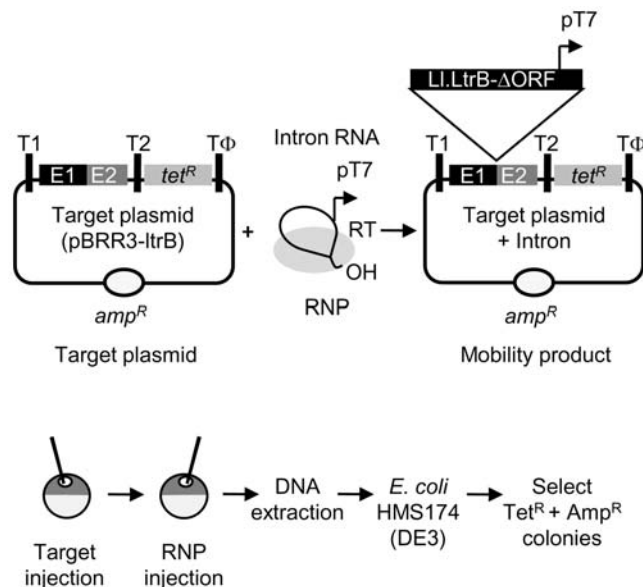 pT7
Ll.LtrB-ΔORF
T1 T2 TΦ
E1 E2 tetᴿ
Target plasmid
(pBRR3-ltrB)
ampᴿ
Target plasmid
+
Intron RNA
pT7
RT
OH
RNP
T1 T2 TΦ
E1 E2 tetᴿ
Target plasmid
+ Intron
ampᴿ
Mobility product
Target
injection
RNP
injection
DNA
extraction
E. coli
HMS174
(DE3)
Select
Tetᴿ + Ampᴿ
colonies